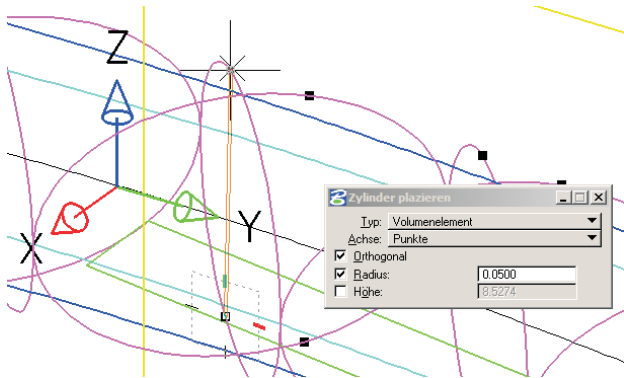 Z
X
Y
Zylinder plazieren
Typ: Volumenelement
Achse: Punkte
Orthogonal
Radius: 0.0500
Höhe: 8.5274